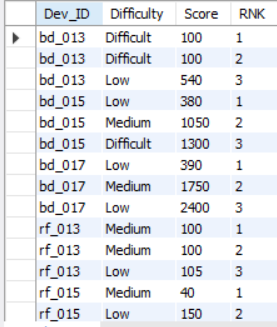 Dev_ID Difficulty Score RNK
bd_013 Difficult 100 1
bd_013 Difficult 100 2
bd_013 Low 540 3
bd_015 Low 380 1
bd_015 Medium 1050 2
bd_015 Difficult 1300 3
bd_017 Low 390 1
bd_017 Medium 1750 2
bd_017 Low 2400 3
rf_013 Medium 100 1
rf_013 Medium 100 2
rf_013 Low 105 3
rf_015 Medium 40 1
rf_015 Low 150 2